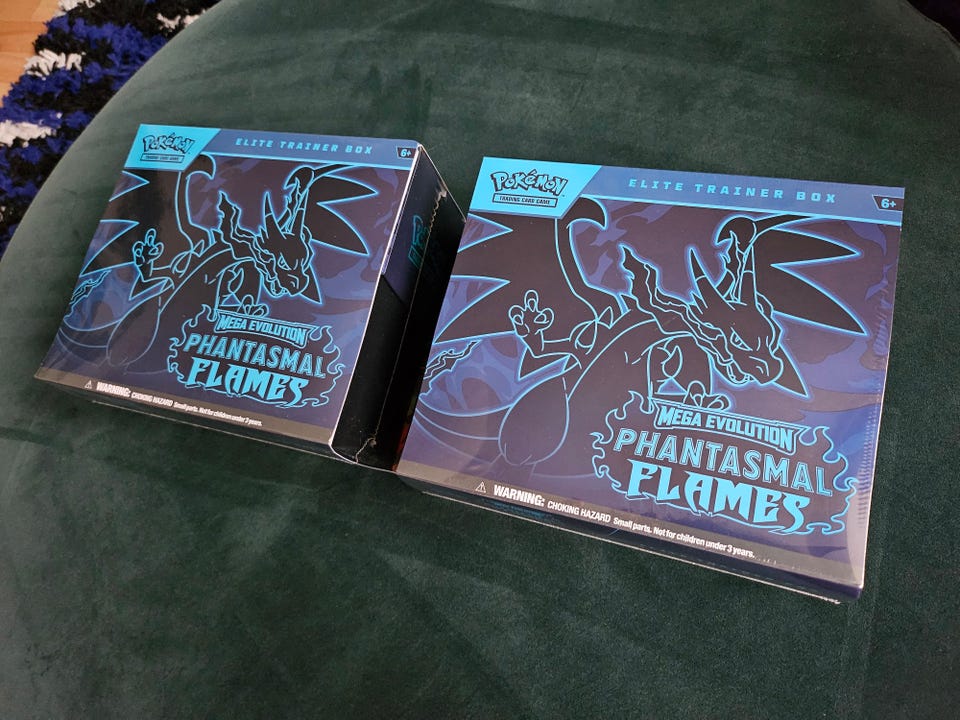 Pokémon
TRADING CARD GAME
ELITE TRAINER BOX
6+
MEGA EVOLUTION
PHANTASMAL
FLAMES
WARNING: CHOKING HAZARD Small parts. Not for children under 3 years.
POKéMON
TRADING CARD GAME
ELITE TRAINER BOX
6+
MEGA EVOLUTION
PHANTASMAL
FLAMES
WARNING: CHOKING HAZARD Small parts. Not for children under 3 years.